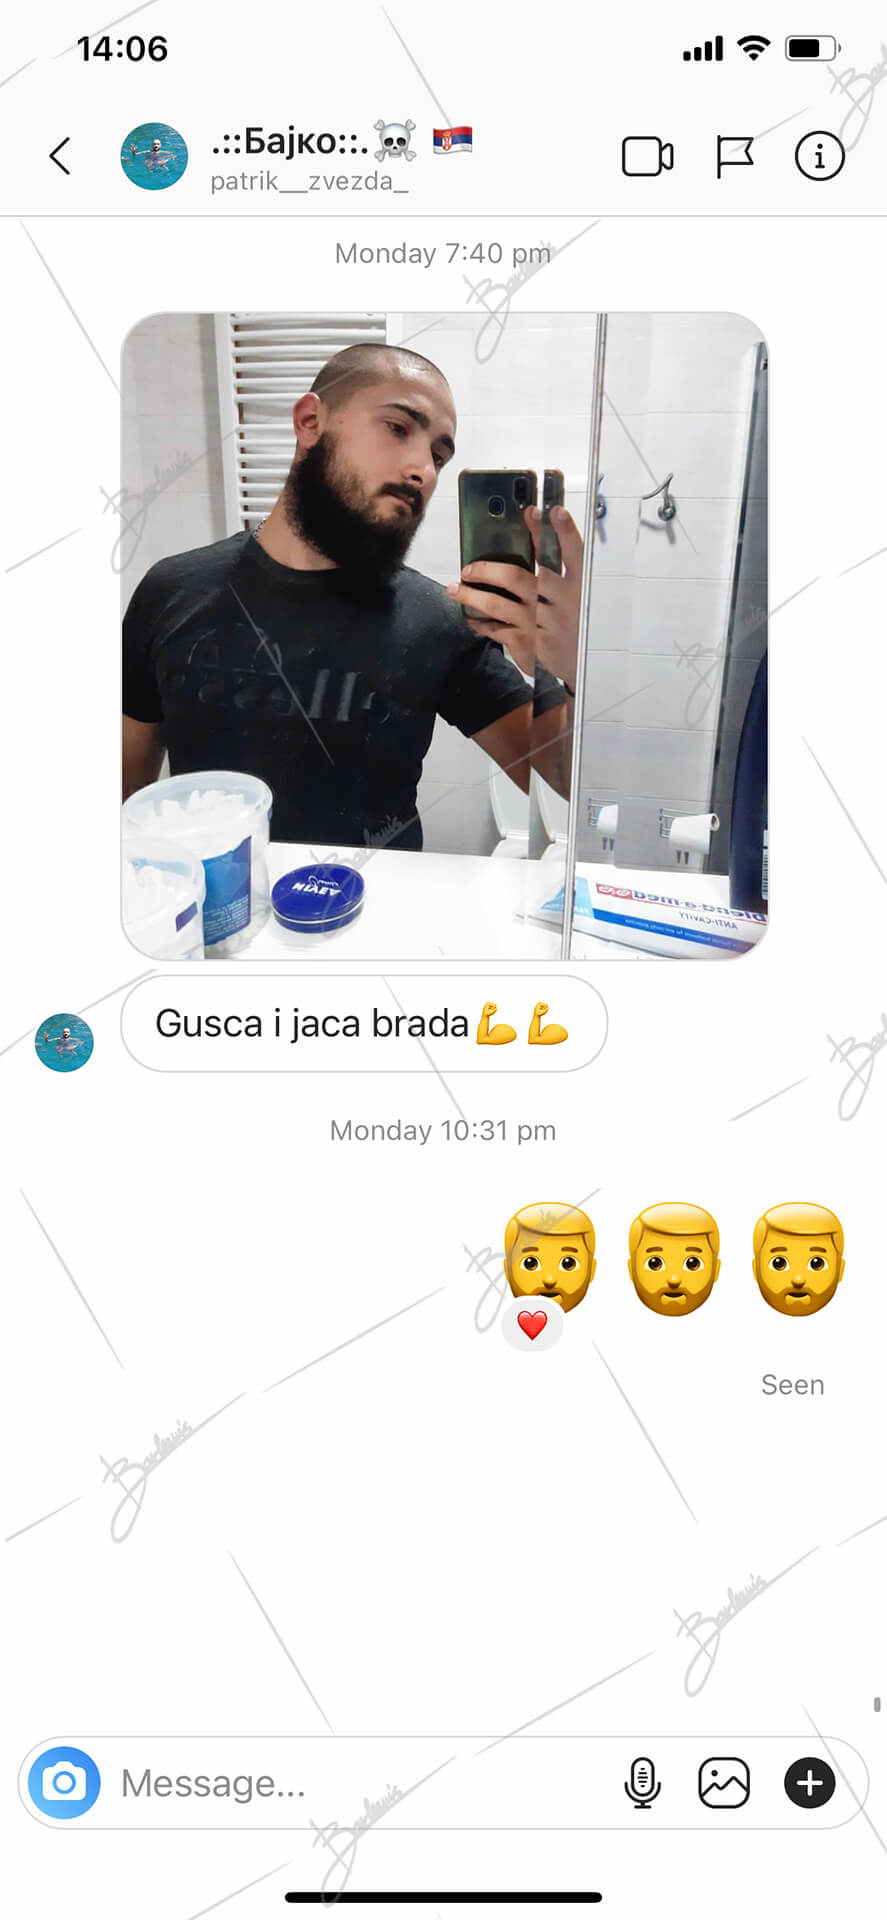 14:06
.::Бајко::.☠️ 🇷🇸
patrik__zvezda_
Monday 7:40 pm
NIVEA
blend-a-med
ANTI-CAVITY
Gusca i jaca brada💪💪
Monday 10:31 pm
🧔🧔🧔
❤️
Seen
Message...